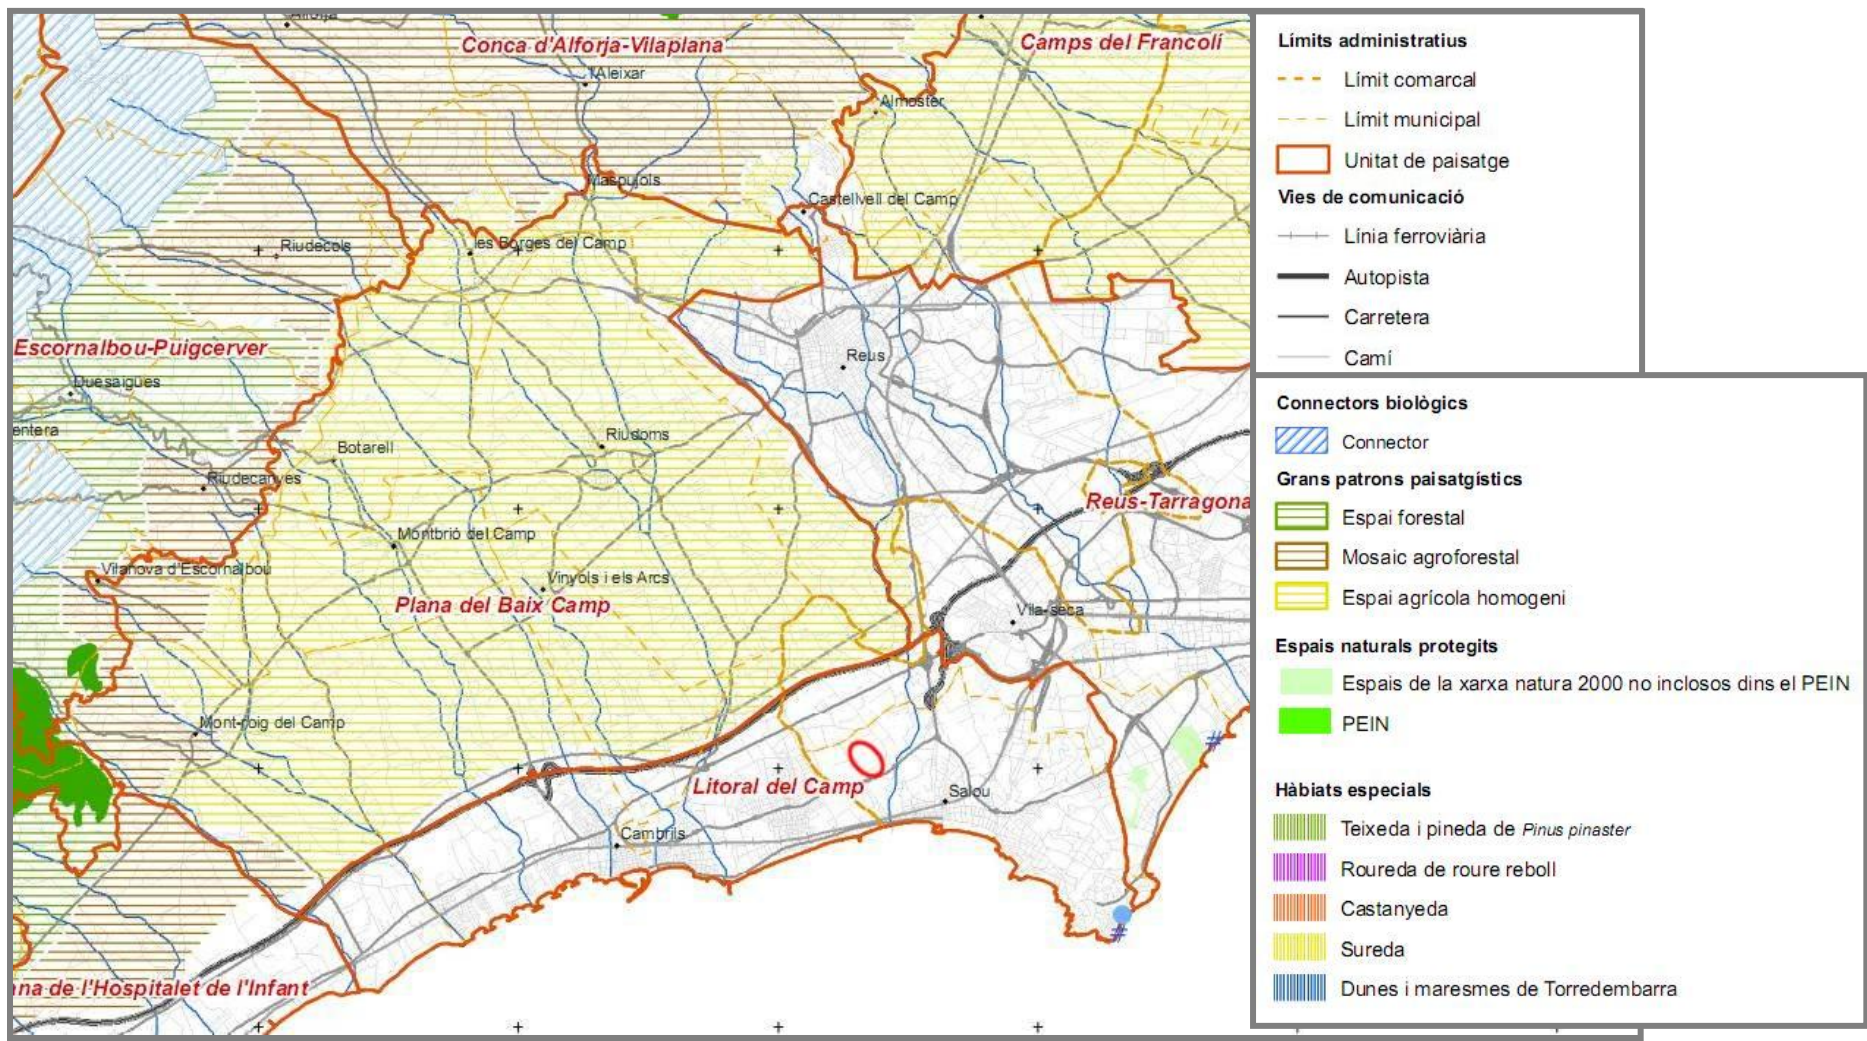 Alforja
Conca d'Alforja-Vilaplana
Camps del Francolí
l'Aleixar
Almoster
Maspujols
Castellvell del Camp
Riudecols
les Borges del Camp
Escornalbou-Puigcerver
Reus
Duesaigües
entera
Riudoms
Botarell
Riudecanyes
Reus-Tarragona
Montbrió del Camp
Vilanova d'Escornalbou
Vinyols i els Arcs
Plana del Baix Camp
Vila-seca
Mont-roig del Camp
Litoral del Camp
Salou
Cambrils
ana de l'Hospitalet de l'Infant
Límits administratius
Límit comarcal
Límit municipal
Unitat de paisatge
Vies de comunicació
Línia ferroviària
Autopista
Carretera
Camí
Connectors biològics
Connector
Grans patrons paisatgístics
Espai forestal
Mosaic agroforestal
Espai agrícola homogeni
Espais naturals protegits
Espais de la xarxa natura 2000 no inclosos dins el PEIN
PEIN
Hàbiats especials
Teixeda i pineda de Pinus pinaster
Roureda de roure reboll
Castanyeda
Sureda
Dunes i maresmes de Torredembarra